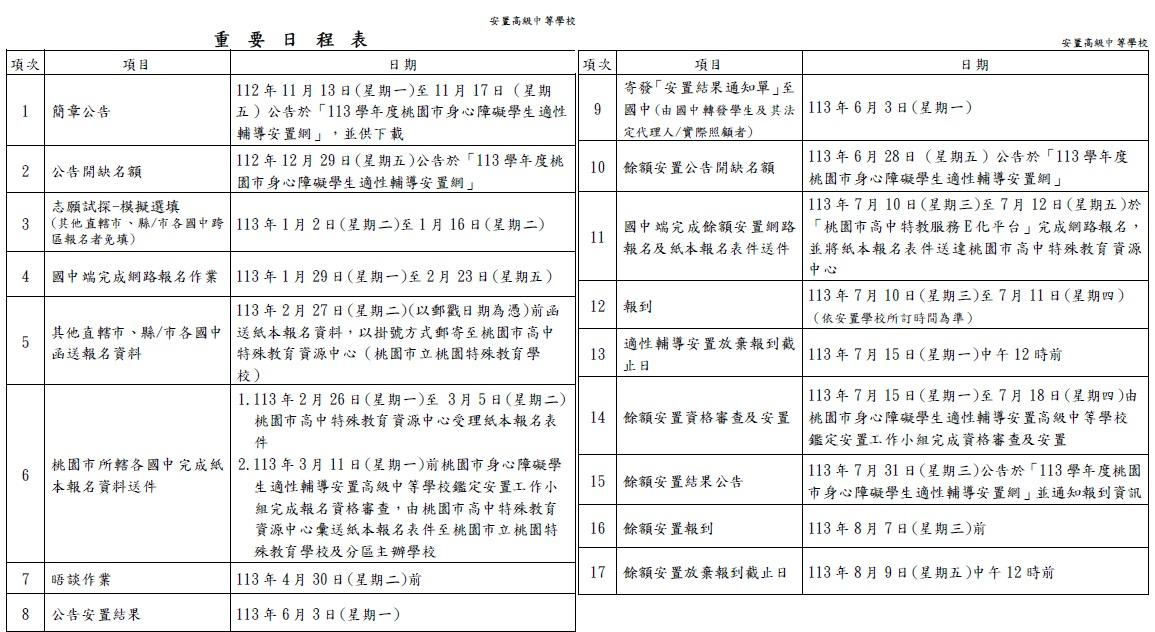 安置高級中等學校
重要日程表
項次 項目 日期
1 簡章公告 112年11月13日(星期一)至11月17日(星期
五)公告於「113學年度桃園市身心障礙學生適性
輔導安置網」，並供下載
2 公告開缺名額 112年12月29日(星期五)公告於「113學年度桃
園市身心障礙學生適性輔導安置網」
3 志願試探-模擬選填
(其他直轄市、縣/市各國中跨
區報名者免填)
113年1月2日(星期二)至1月16日(星期二)
4 國中端完成網路報名作業 113年1月29日(星期一)至2月23日(星期五)
5 其他直轄市、縣/市各國中
函送報名資料
113年2月27日(星期二)(以郵戳日期為憑)前函
送紙本報名資料，以掛號方式郵寄至桃園市高中
特殊教育資源中心（桃園市立桃園特殊教育學
校）
6 桃園市所轄各國中完成紙
本報名資料送件
1.113年2月26日(星期一)至 3月5日(星期二)
桃園市高中特殊教育資源中心受理紙本報名表
件
2.113年3月11日(星期一)前桃園市身心障礙學
生適性輔導安置高級中等學校鑑定安置工作小
組完成報名資格審查，由桃園市高中特殊教育
資源中心彙送紙本報名表件至桃園市立桃園特
殊教育學校及分區主辦學校
7 晤談作業 113年4月30日(星期二)前
8 公告安置結果 113年6月3日(星期一)
安置高級中等學校
項次 項目 日期
9 寄發「安置結果通知單」至
國中(由國中轉發學生及其法
定代理人/實際照顧者)
113年6月3日(星期一)
10 餘額安置公告開缺名額 113年6月28日（星期五）公告於「113學年度
桃園市身心障礙學生適性輔導安置網」
11 國中端完成餘額安置網路
報名及紙本報名表件送件
113年7月10日(星期三)至7月12日(星期五)於
「桃園市高中特教服務E化平台」完成網路報名，
並將紙本報名表件送達桃園市高中特殊教育資源
中心
12 報到 113年7月10日(星期三)至7月11日(星期四)
（依安置學校所訂時間為準）
13 適性輔導安置放棄報到截
止日
113年7月15日(星期一)中午12時前
14 餘額安置資格審查及安置 113年7月15日(星期一)至7月18日(星期四)由
桃園市身心障礙學生適性輔導安置高級中等學校
鑑定安置工作小組完成資格審查及安置
15 餘額安置結果公告 113年7月31日(星期三)公告於「113學年度桃園
市身心障礙學生適性輔導安置網」並通知報到資訊
16 餘額安置報到 113年8月7日(星期三)前
17 餘額安置放棄報到截止日 113年8月9日(星期五)中午12時前